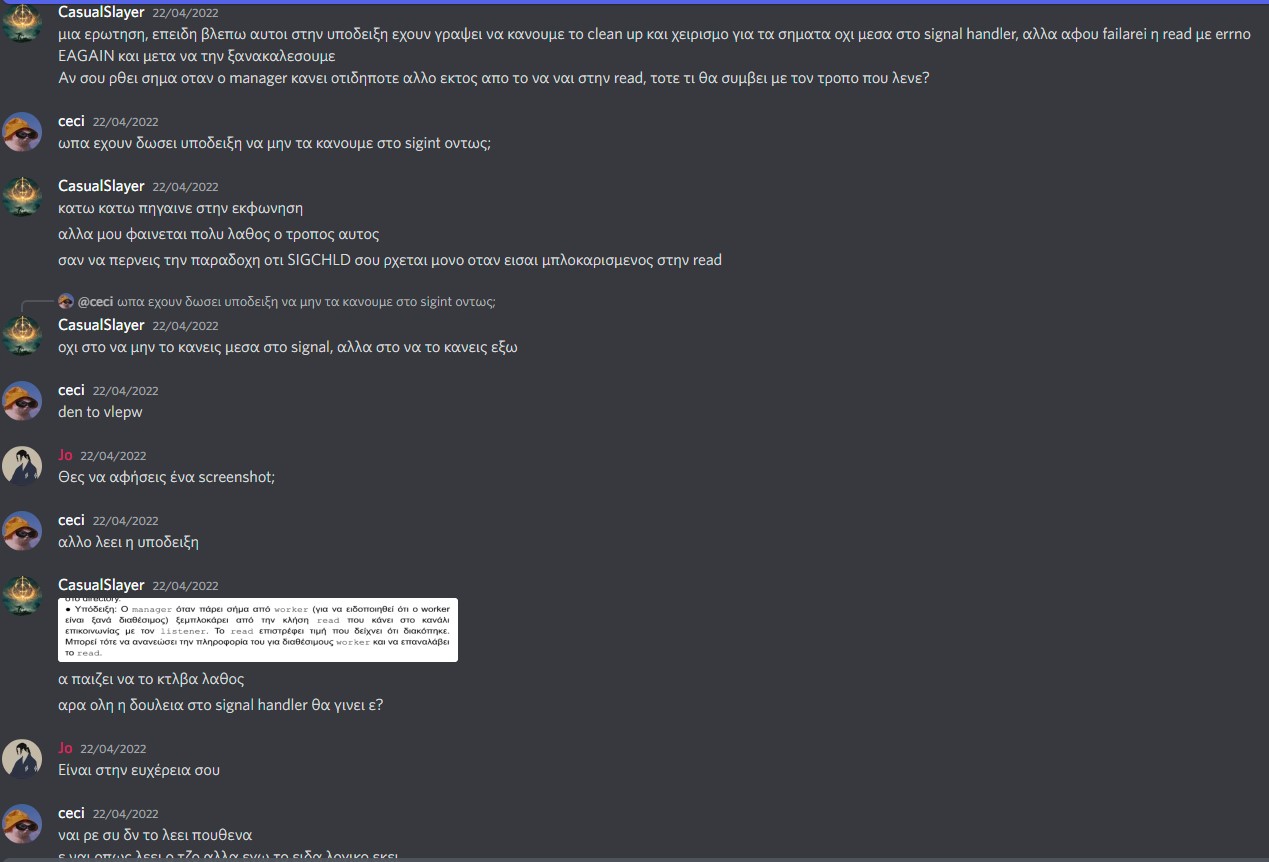 CasualSlayer 22/04/2022
μια ερωτηση, επειδη βλεπω αυτοι στην υποδειξη εχουν γραψει να κανουμε το clean up και χειρισμο για τα σηματα οχι μεσα στο signal handler, αλλα αφου failarei η read με errno
EAGAIN και μετα να την ξανακαλεσουμε
Αν σου ρθει σημα οταν ο manager κανει οτιδηποτε αλλο εκτος απο το να ναι στην read, τοτε τι θα συμβει με τον τροπο που λενε?
ceci 22/04/2022
ωπα εχουν δωσει υποδειξη να μην τα κανουμε στο sigint οντως;
CasualSlayer 22/04/2022
κατω κατω πηγαινε στην εκφωνηση
αλλα μου φαινεται πολυ λαθος ο τροπος αυτος
σαν να περνεις την παραδοχη οτι SIGCHLD σου ρχεται μονο οταν εισαι μπλοκαρισμενος στην read
@ceci ωπα εχουν δωσει υποδειξη να μην τα κανουμε στο sigint οντως;
CasualSlayer 22/04/2022
οχι στο να μην το κανεις μεσα στο signal, αλλα στο να το κανεις εξω
ceci 22/04/2022
den to vlepw
Jo 22/04/2022
Θες να αφήσεις ένα screenshot;
ceci 22/04/2022
αλλο λεει η υποδειξη
CasualSlayer 22/04/2022
στο directory.
• Υπόδειξη: Ο manager όταν πάρει σήμα από worker (για να ειδοποιηθεί ότι ο worker
είναι ξανά διαθέσιμος) ξεμπλοκάρει από την κλήση read που κάνει στο κανάλι
επικοινωνίας με τον listener. Το read επιστρέφει τιμή που δείχνει ότι διακόπηκε.
Μπορεί τότε να ανανεώσει την πληροφορία του για διαθέσιμους worker και να επαναλάβει
το read.
α παιζει να το κτλβα λαθος
αρα ολη η δουλεια στο signal handler θα γινει ε?
Jo 22/04/2022
Είναι στην ευχέρεια σου
ceci 22/04/2022
ναι ρε συ δν το λεει πουθενα
ε ναι οπως λεει ο τζο αλλα εγω το ειδα λογικο εκει